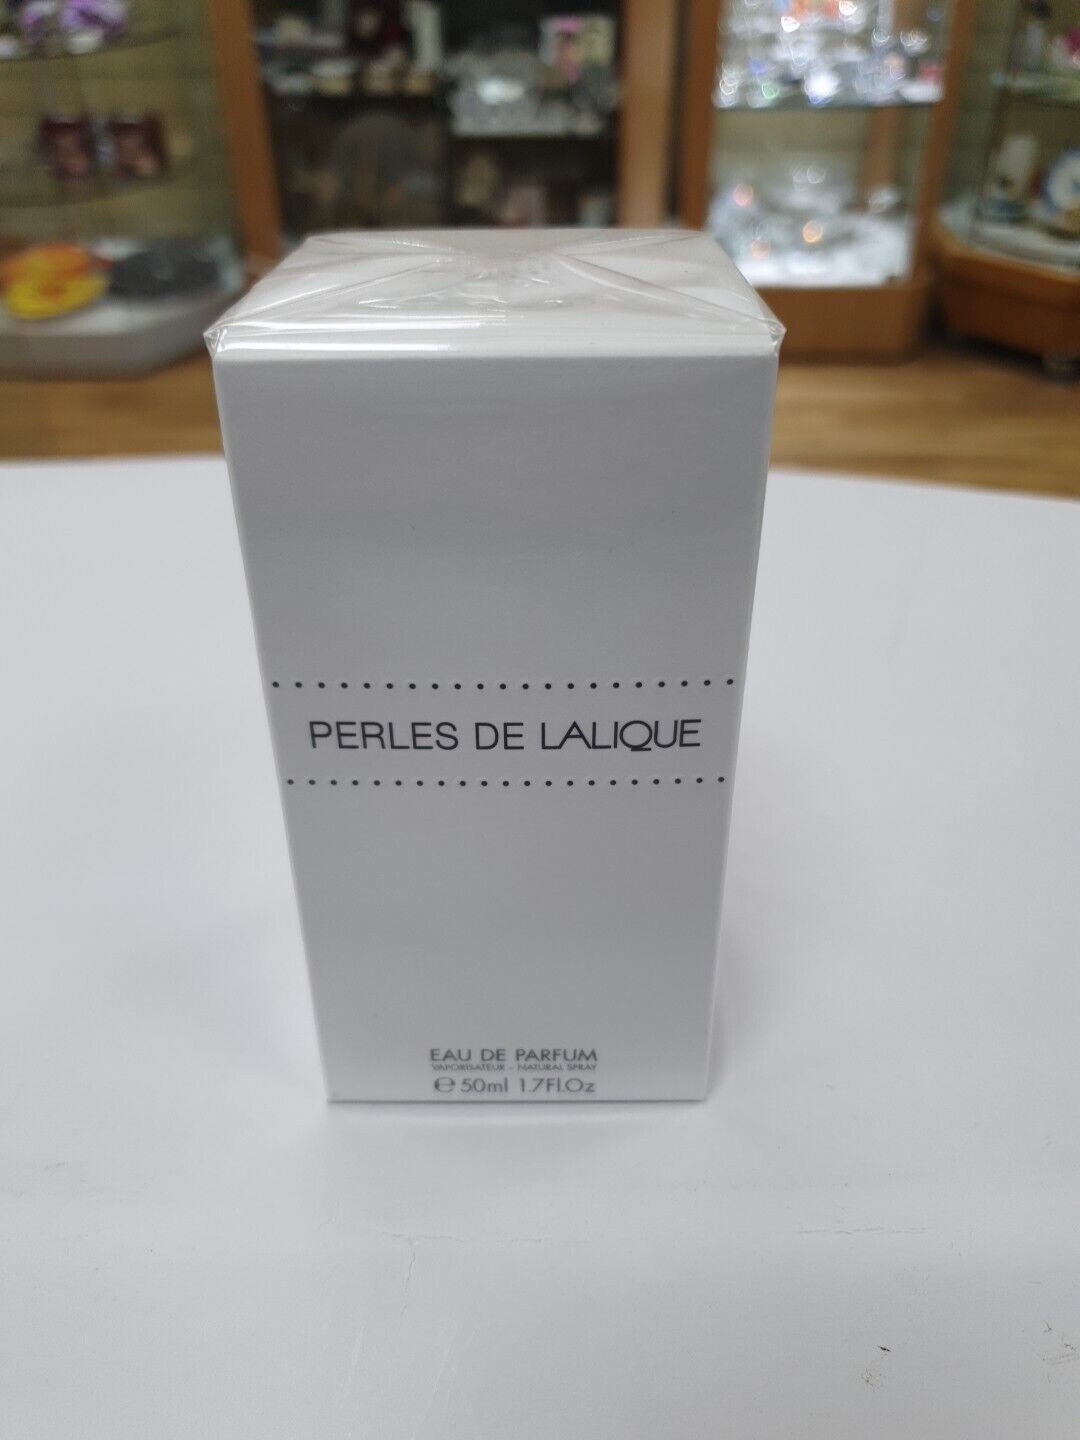 PERLES DE LALIQUE
EAU DE PARFUM
VAPORISATEUR - NATURAL SPRAY
℮ 50ml 1.7Fl.Oz